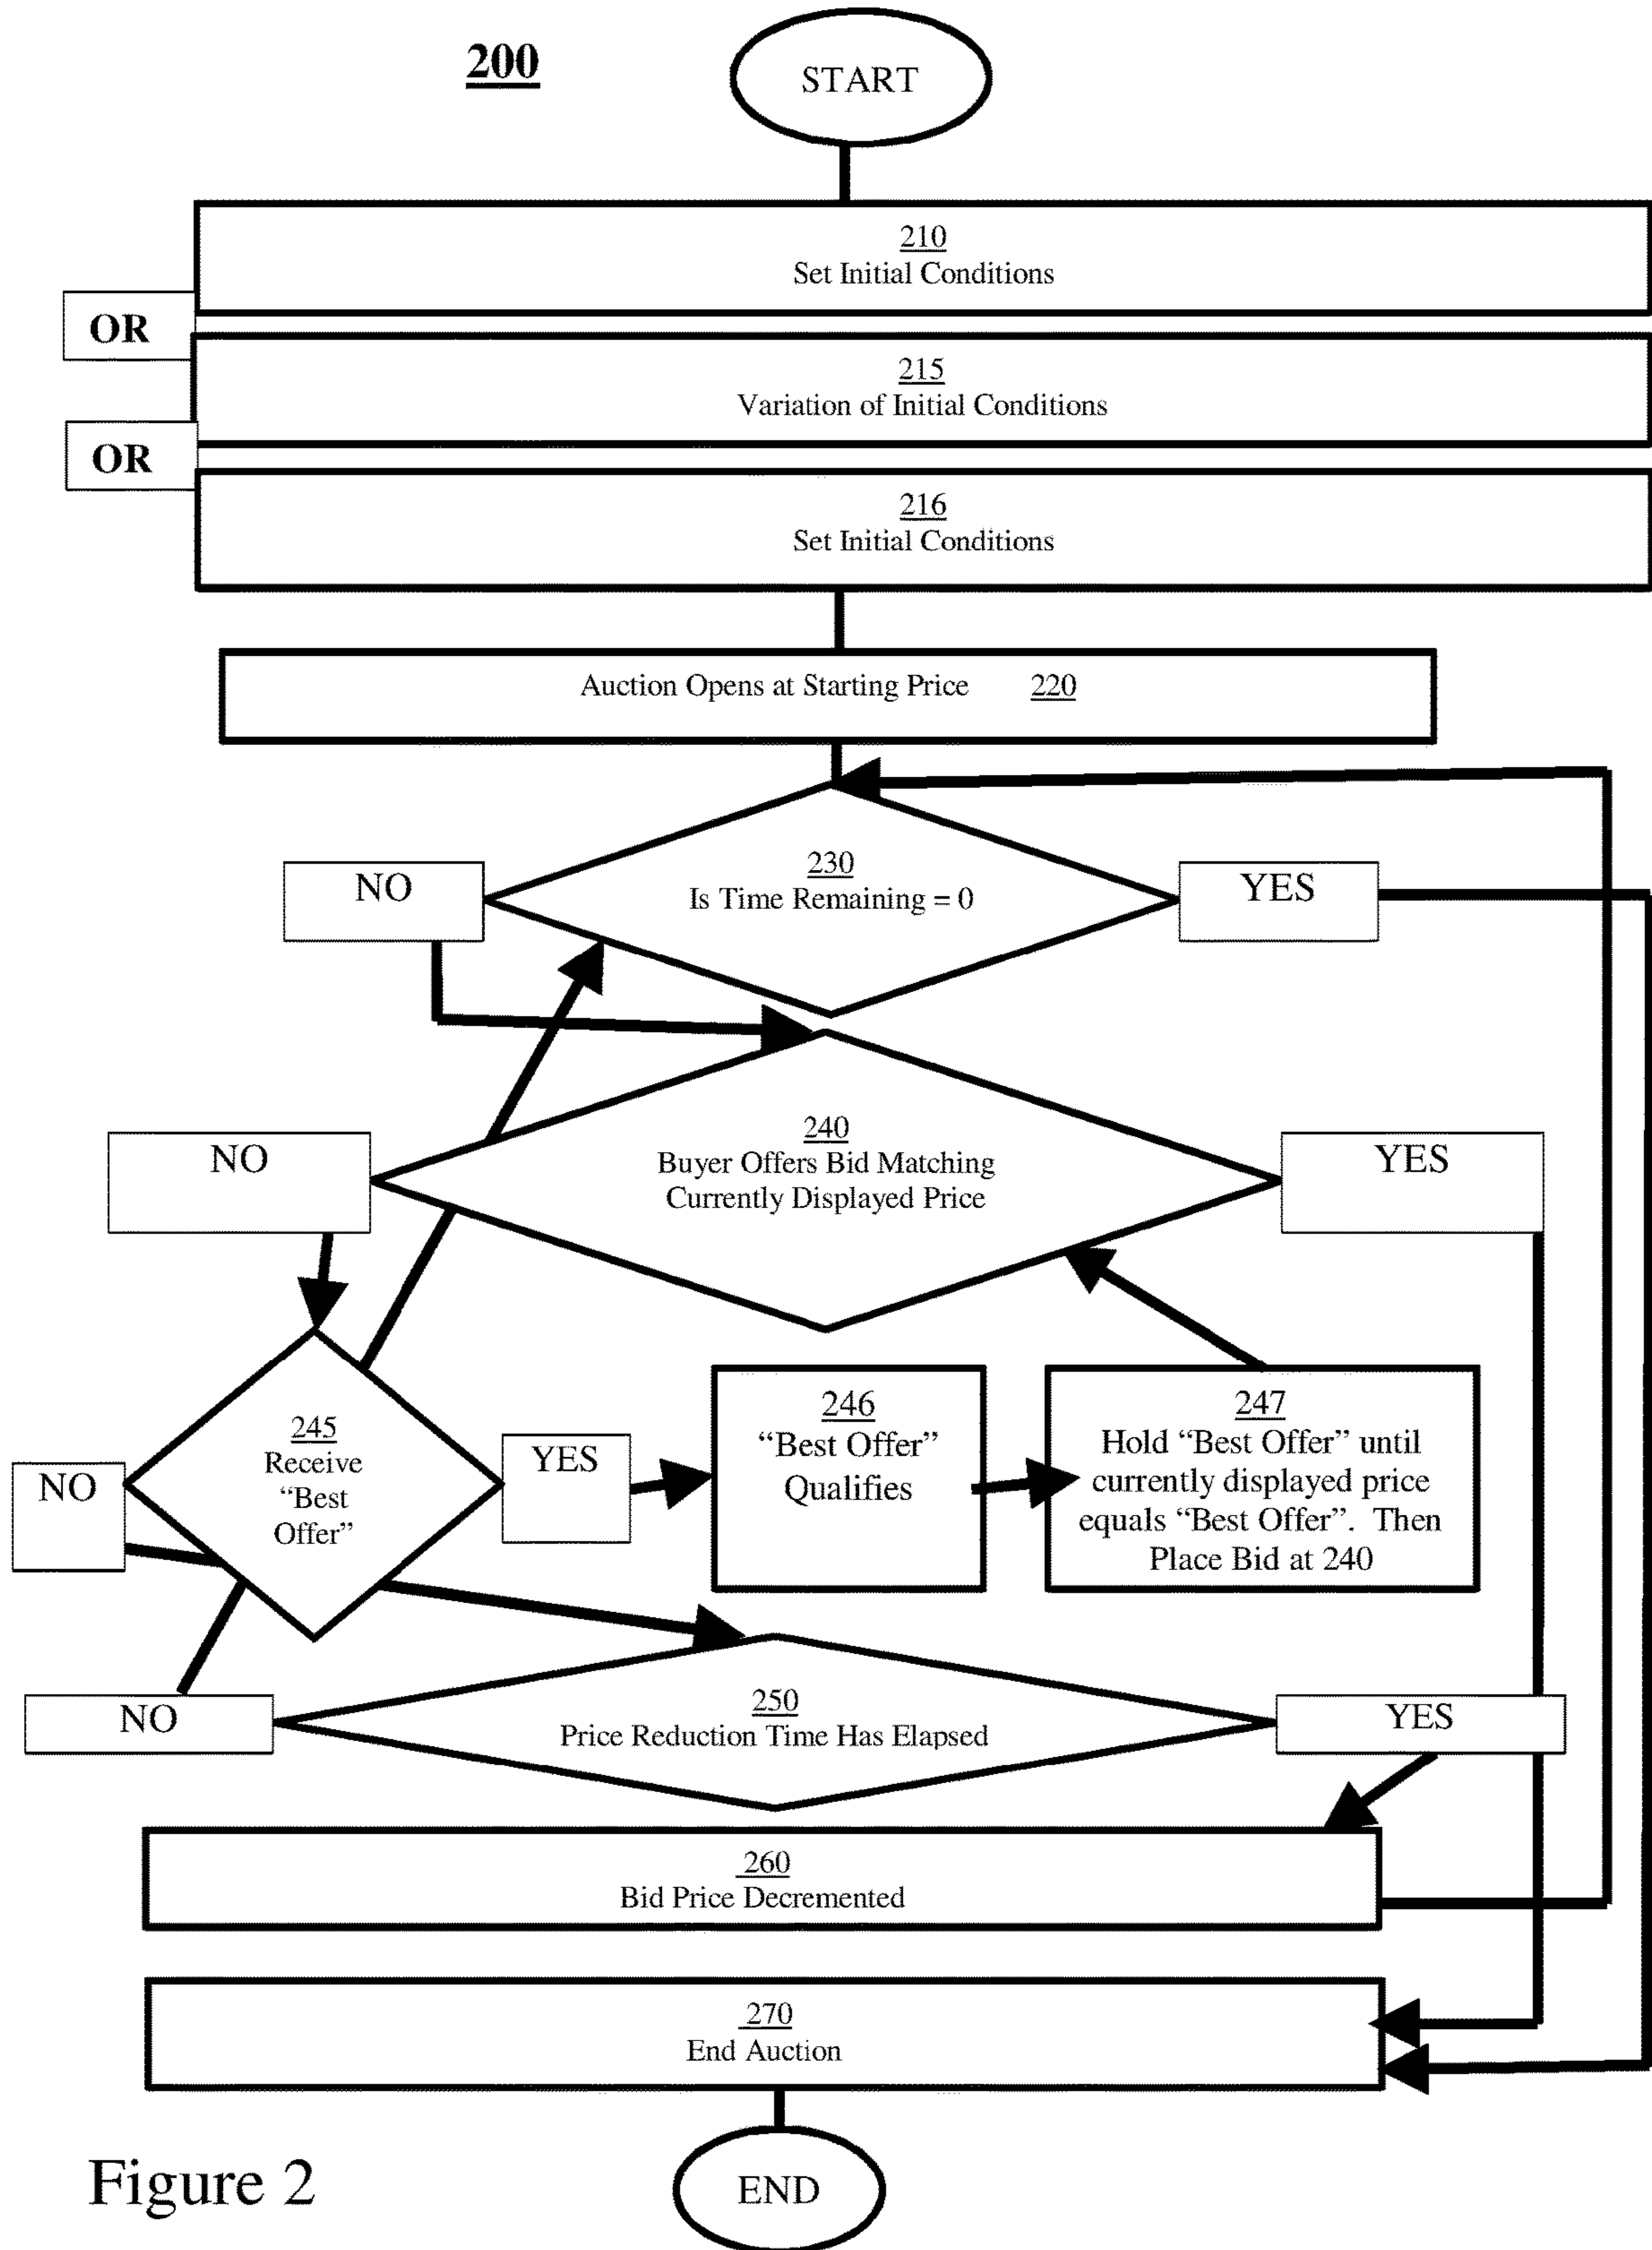 200
START
210
Set Initial Conditions
OR
215
Variation of Initial Conditions
OR
216
Set Initial Conditions
Auction Opens at Starting Price 220
230
Is Time Remaining = 0
NO
YES
240
Buyer Offers Bid Matching
Currently Displayed Price
NO
YES
245
Receive
“Best
Offer”
NO
YES
246
“Best Offer”
Qualifies
247
Hold “Best Offer” until
currently displayed price
equals “Best Offer”. Then
Place Bid at 240
250
Price Reduction Time Has Elapsed
NO
YES
260
Bid Price Decremented
270
End Auction
END
Figure 2